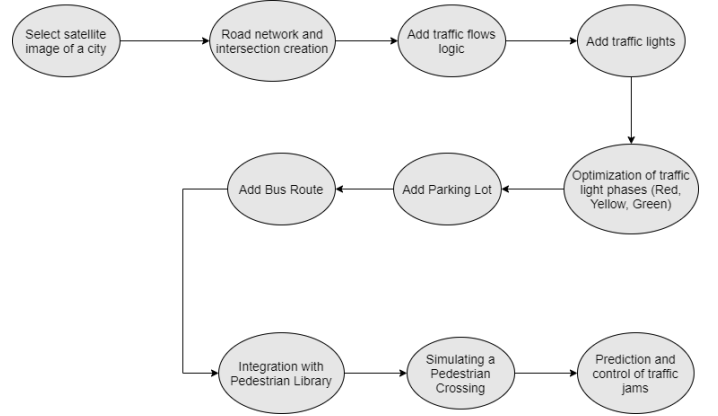 Select satellite
image of a city
Road network and
intersection creation
Add traffic flows
logic
Add traffic lights
Optimization of traffic
light phases (Red,
Yellow, Green)
Add Parking Lot
Add Bus Route
Integration with
Pedestrian Library
Simulating a
Pedestrian
Crossing
Prediction and
control of traffic
jams